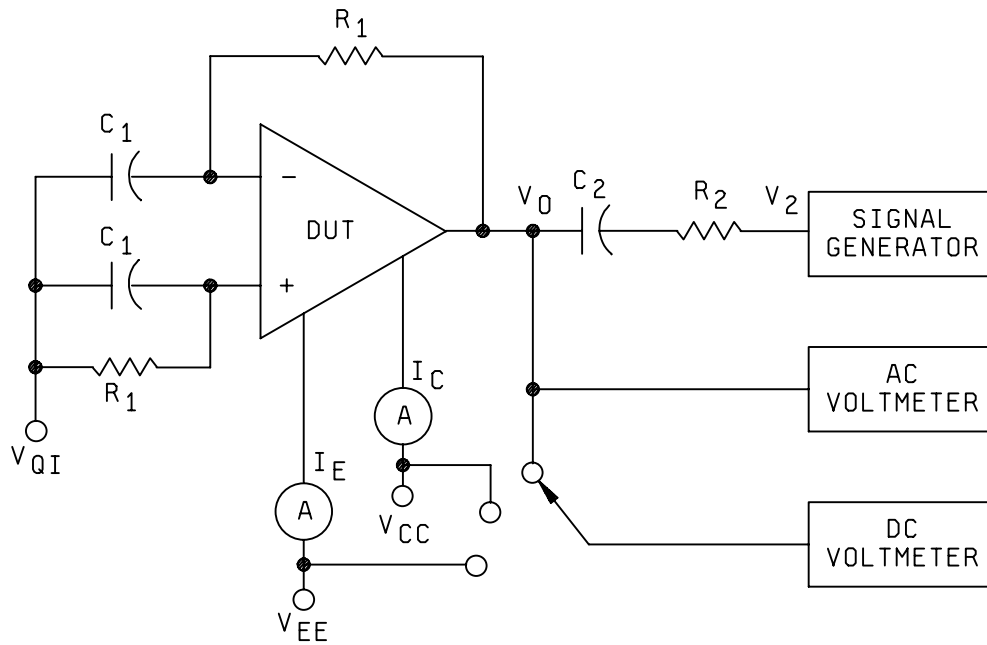 R1
C1
−
DUT
VO
C2
R2
V2
SIGNAL
GENERATOR
C1
+
R1
VQI
IC
A
IE
A
VCC
VEE
AC
VOLTMETER
DC
VOLTMETER